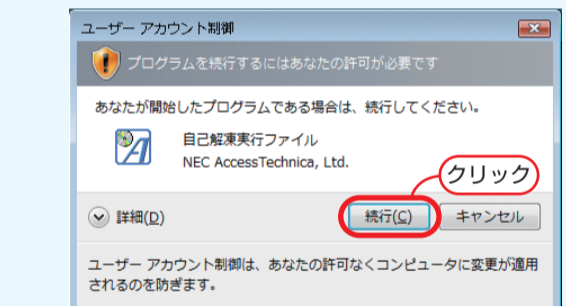 ユーザー アカウント制御
プログラムを続行するにはあなたの許可が必要です
あなたが開始したプログラムである場合は、続行してください。
自己解凍実行ファイル
NEC AccessTechnica, Ltd.
クリック
詳細(D)
続行(C)
キャンセル
ユーザー アカウント制御は、あなたの許可なくコンピュータに変更が適用
されるのを防ぎます。